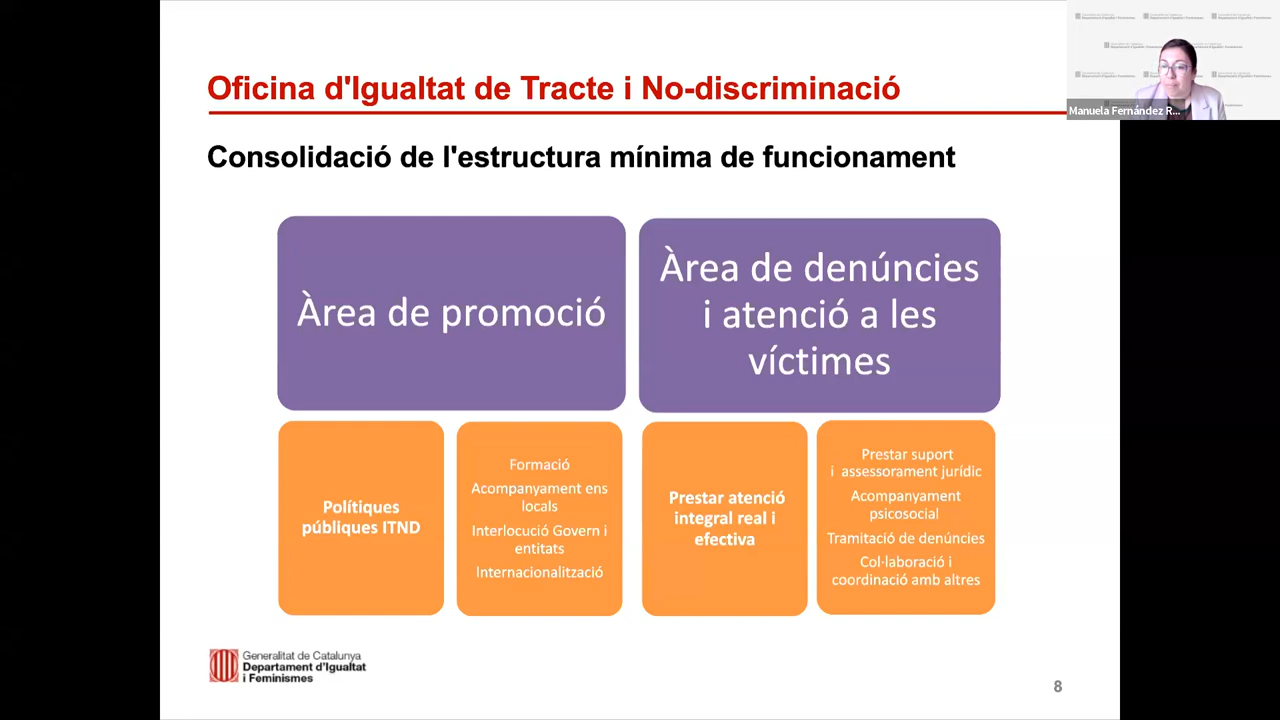 Oficina d'Igualtat de Tracte i No-discriminació
Consolidació de l'estructura mínima de funcionament
Àrea de promoció
Àrea de denúncies
i atenció a les
víctimes
Polítiques
públiques ITND
Formació
Acompanyament ens
locals
Interlocució Govern i
entitats
Internacionalització
Prestar atenció
integral real i
efectiva
Prestar suport
i assessorament jurídic
Acompanyament
psicosocial
Tramitació de denúncies
Col·laboració i
coordinació amb altres
Generalitat de Catalunya
Departament d'Igualtat
i Feminismes
8
Manuela Fernández R...